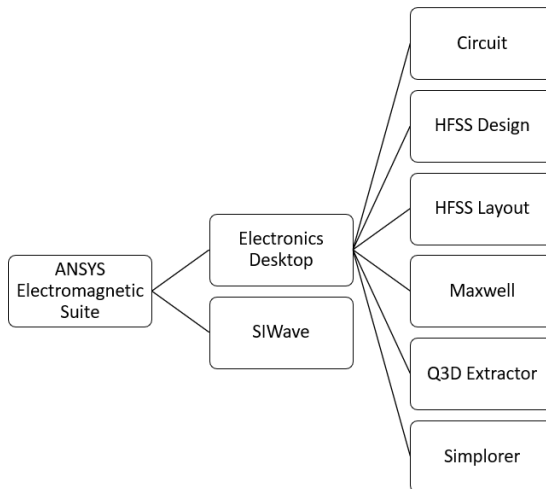 ANSYS
Electromagnetic
Suite
Electronics
Desktop
SIWave
Circuit
HFSS Design
HFSS Layout
Maxwell
Q3D Extractor
Simplorer